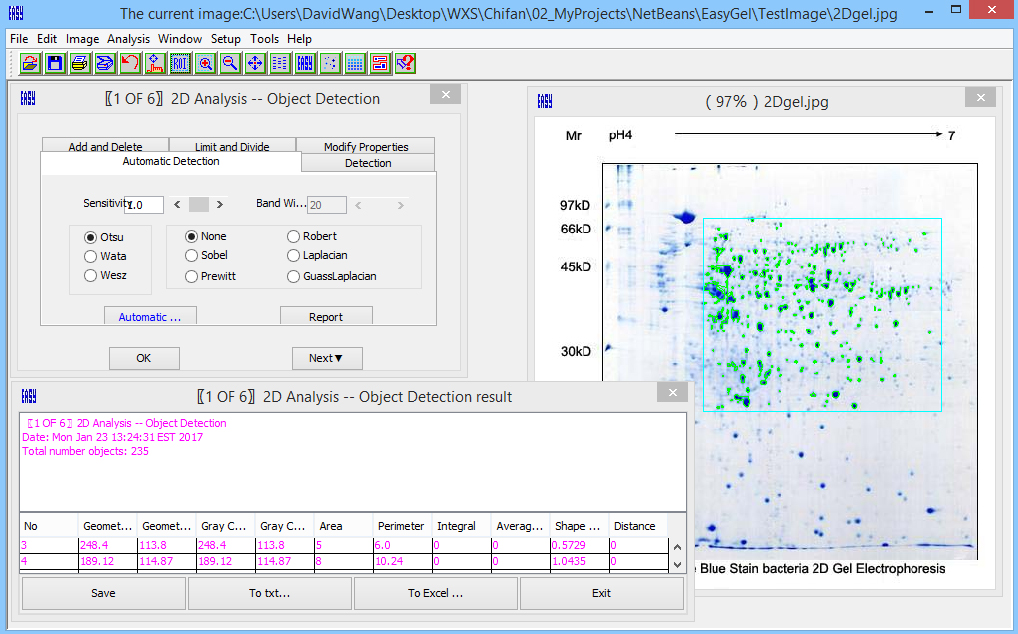 EASY The current image:C:\Users\DavidWang\Desktop\WXS\Chifan\02_MyProjects\NetBeans\EasyGel\TestImage\2Dgel.jpg
File Edit Image Analysis Window Setup Tools Help
ROI EASY
EASY 〖1 OF 6〗 2D Analysis -- Object Detection
Add and Delete Limit and Divide Modify Properties
Automatic Detection Detection
Sensitivity 1.0 Band Wi... 20
Otsu None Robert
Wata Sobel Laplacian
Wesz Prewitt GuassLaplacian
Automatic ... Report
OK Next▼
EASY 〖1 OF 6〗 2D Analysis -- Object Detection result
〖1 OF 6〗 2D Analysis -- Object Detection
Date: Mon Jan 23 13:24:31 EST 2017
Total number objects: 235
No Geomet... Geomet... Gray C... Gray C... Area Perimeter Integral Averag... Shape ... Distance
3 248.4 113.8 248.4 113.8 5 6.0 0 0 0.5729 0
4 189.12 114.87 189.12 114.87 8 10.24 0 0 1.0435 0
Save To txt... To Excel ... Exit
EASY ( 97% ) 2Dgel.jpg
Mr pH4 7
97kD
66kD
45kD
30kD
e Blue Stain bacteria 2D Gel Electrophoresis